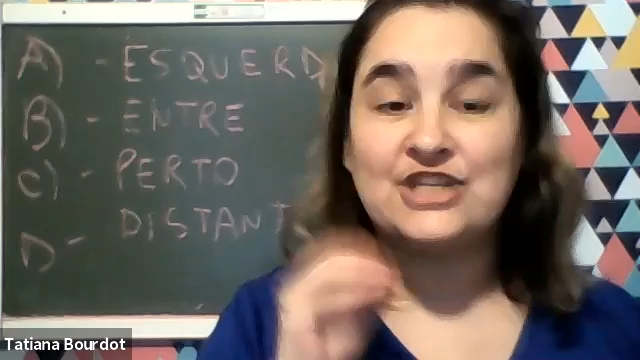 A) - ESQUERD
B) - ENTRE
C) - PERTO
D - DISTANT
Tatiana Bourdot